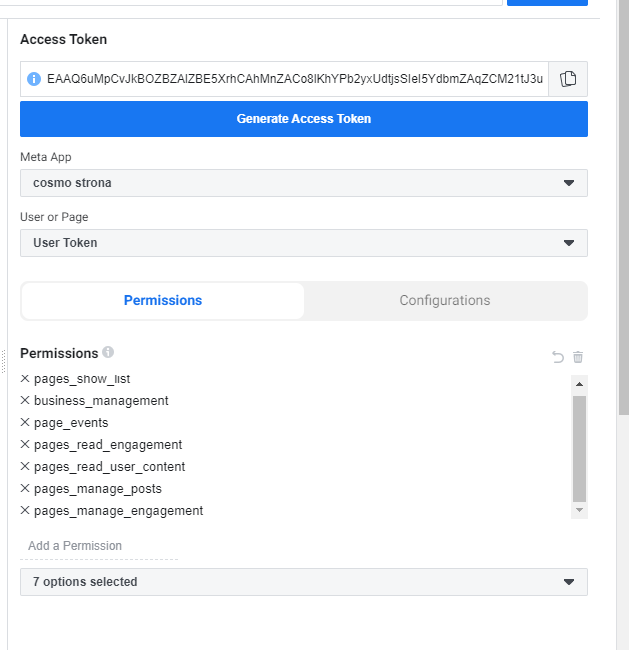 Access Token
EAAQ6uMpCvJkBOZBZAIZBE5XrhCAhMnZACo8lKhYPb2yxUdtjsSIel5YdbmZAqZCM21tJ3u
Generate Access Token
Meta App
cosmo strona
User or Page
User Token
Permissions
Configurations
Permissions
pages_show_list
business_management
page_events
pages_read_engagement
pages_read_user_content
pages_manage_posts
pages_manage_engagement
Add a Permission
7 options selected